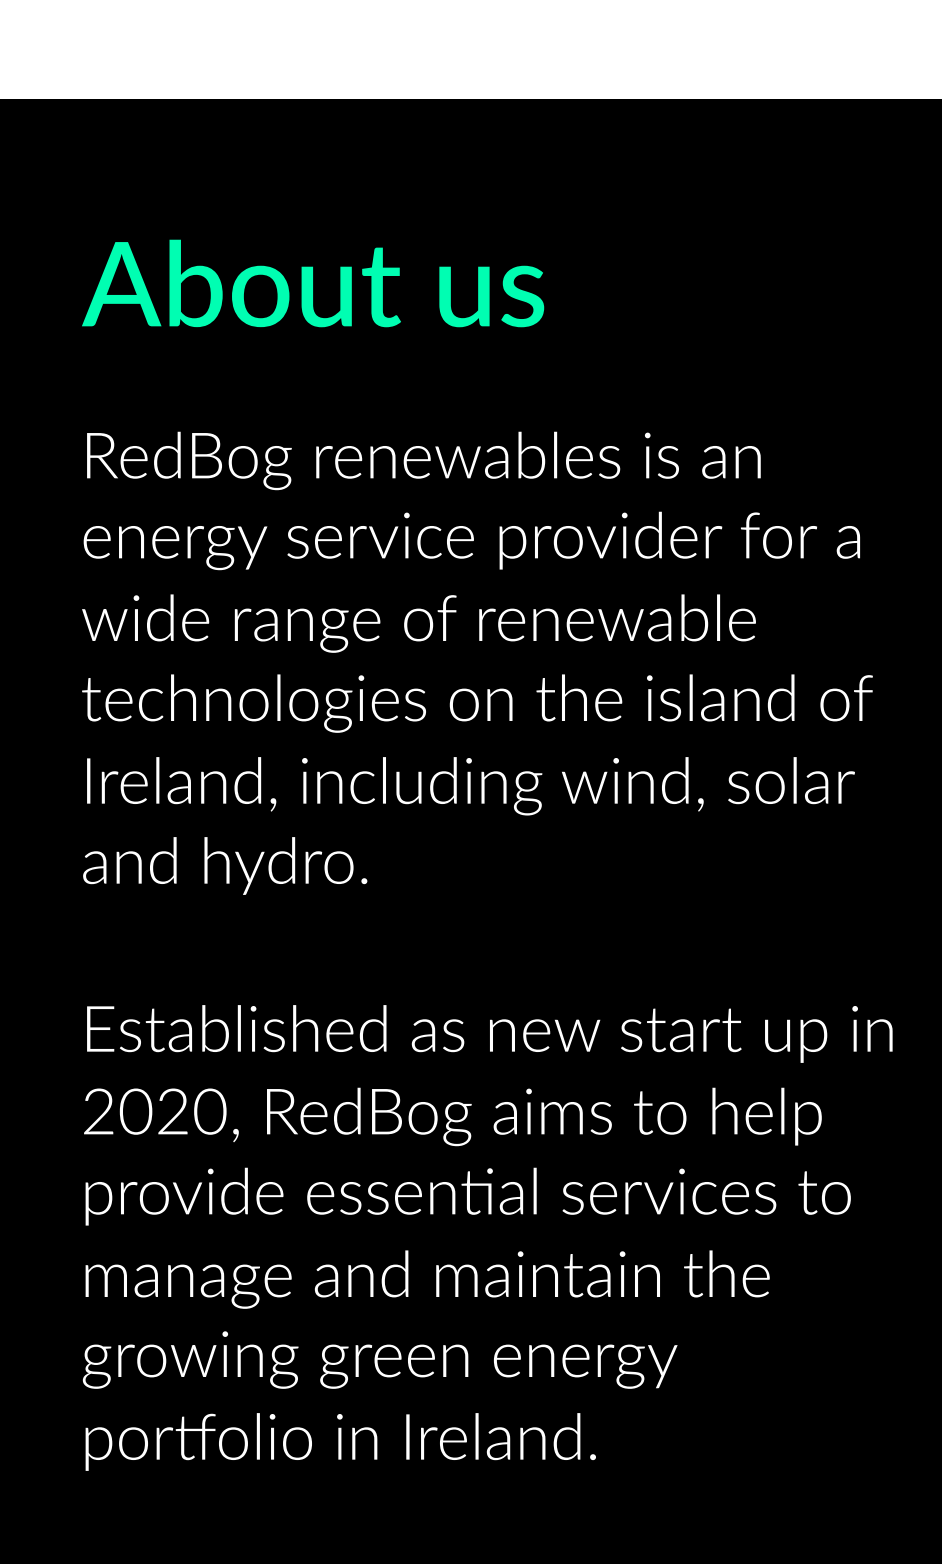 About us
RedBog renewables is an
energy service provider for a
wide range of renewable
technologies on the island of
Ireland, including wind, solar
and hydro.
Established as new start up in
2020, RedBog aims to help
provide essential services to
manage and maintain the
growing green energy
portfolio in Ireland.